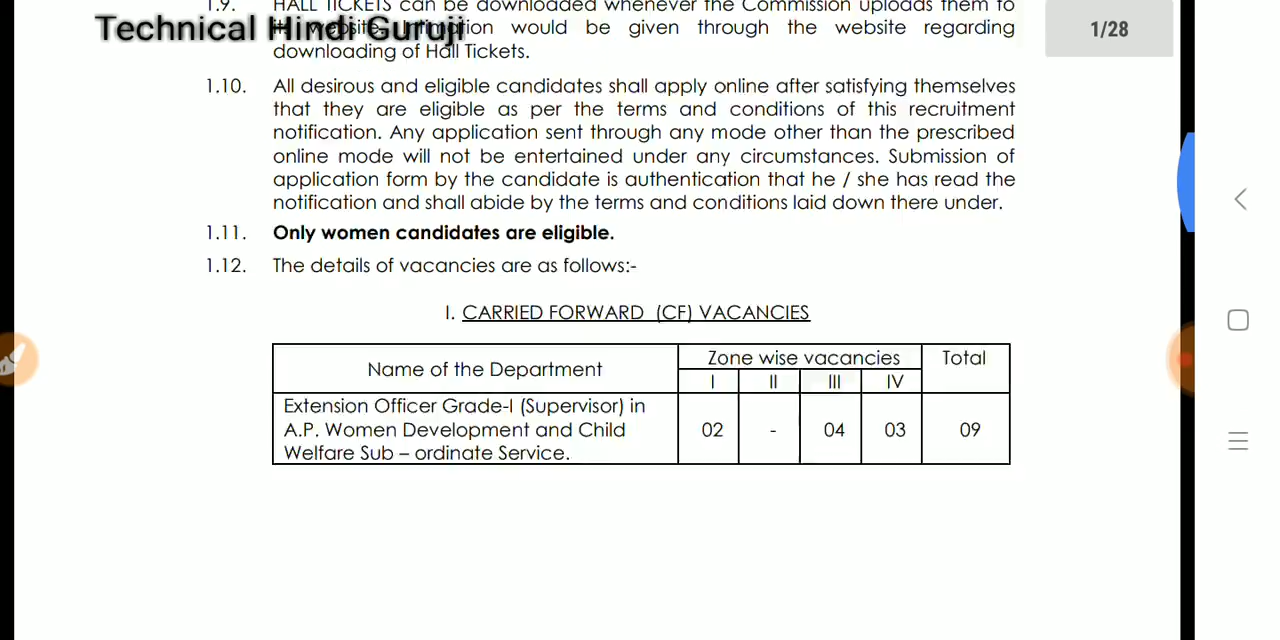 1.9. HALL TICKETS can be downloaded whenever the Commission uploads them to
Technical Hindi Guruji
1/28
its website. Intimation would be given through the website regarding
downloading of Hall Tickets.
1.10. All desirous and eligible candidates shall apply online after satisfying themselves
that they are eligible as per the terms and conditions of this recruitment
notification. Any application sent through any mode other than the prescribed
online mode will not be entertained under any circumstances. Submission of
application form by the candidate is authentication that he / she has read the
notification and shall abide by the terms and conditions laid down there under.
1.11. Only women candidates are eligible.
1.12. The details of vacancies are as follows:-
I. CARRIED FORWARD (CF) VACANCIES
Name of the Department Zone wise vacancies Total
I II III IV
Extension Officer Grade-I (Supervisor) in
A.P. Women Development and Child 02 - 04 03 09
Welfare Sub – ordinate Service.